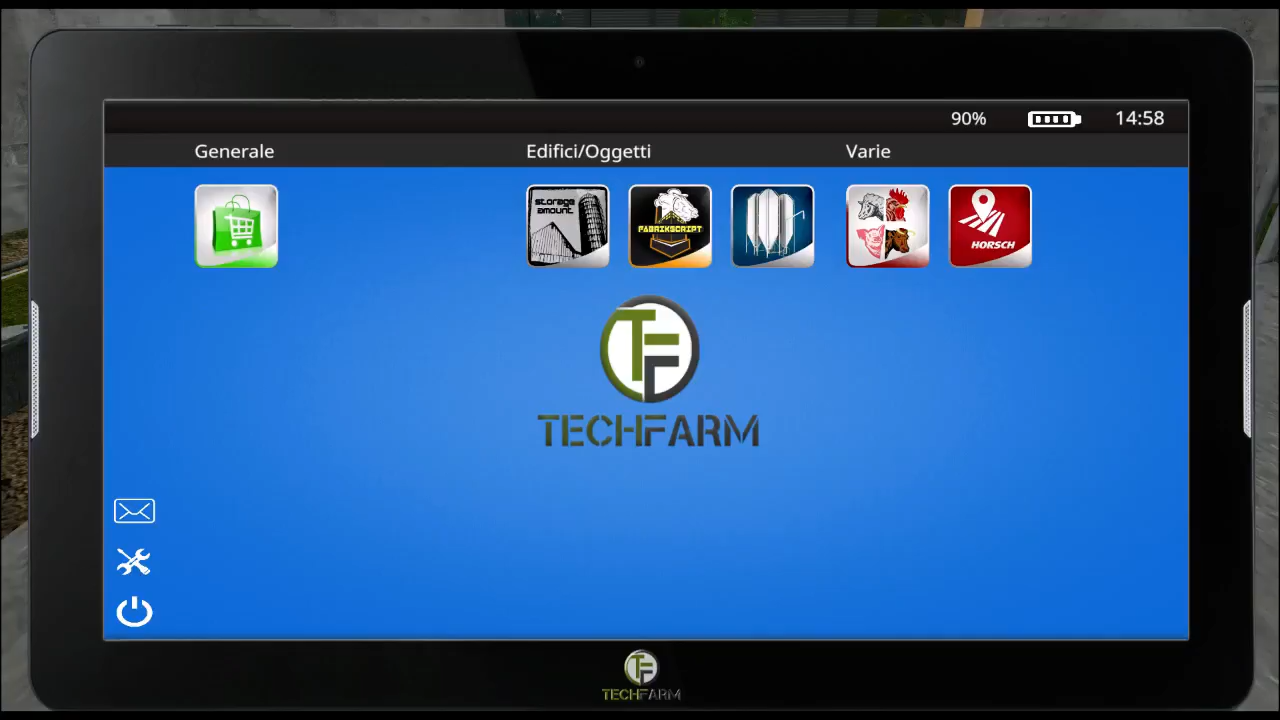 90% 14:58
Generale Edifici/Oggetti Varie
storage
amount
FABRIKSCRIPT
HORSCH
TF
TECHFARM
TF
TECHFARM